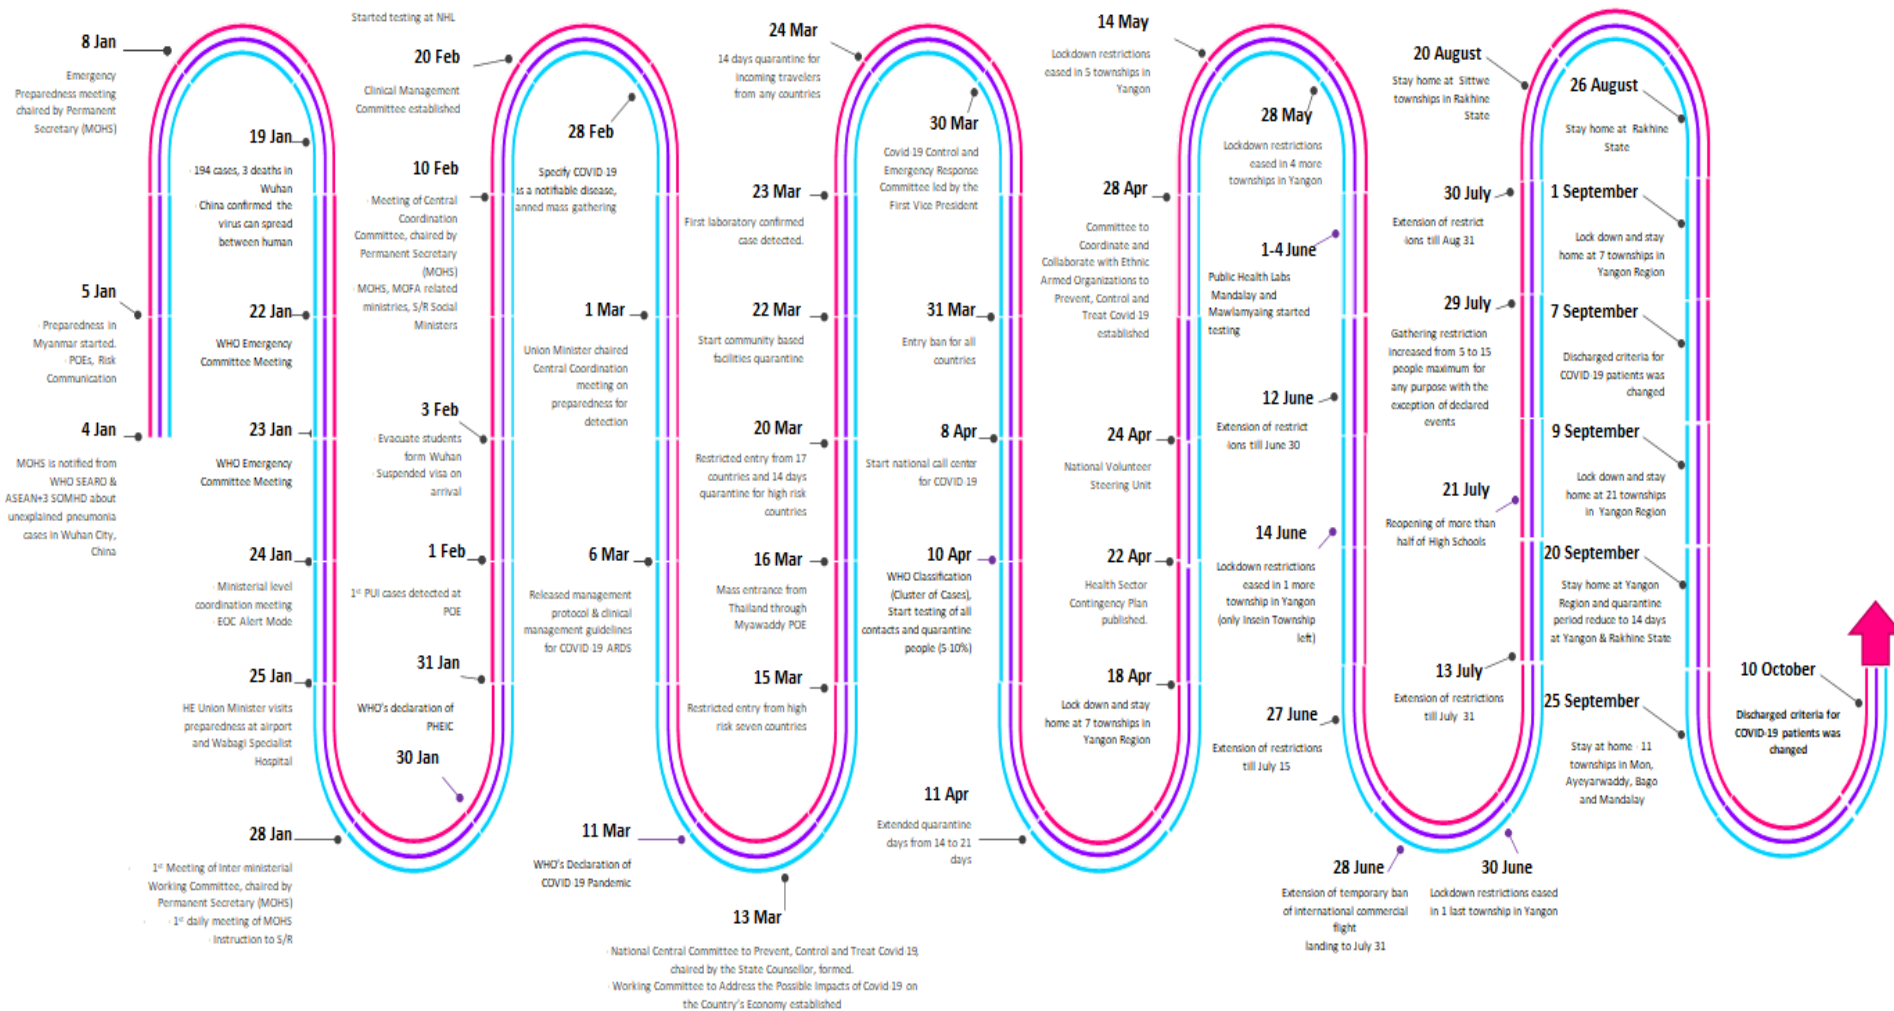 8 Jan
Emergency
Preparedness meeting
chaired by Permanent
Secretary (MOHS)
5 Jan
· Preparedness in
Myanmar started.
· POEs, Risk
Communication
4 Jan
MOHS is notified from
WHO SEARO &
ASEAN+3 SOMHD about
unexplained pneumonia
cases in Wuhan City,
China
19 Jan
· 194 cases, 3 deaths in
Wuhan
· China confirmed the
virus can spread
between human
22 Jan
WHO Emergency
Committee Meeting
23 Jan
WHO Emergency
Committee Meeting
24 Jan
· Ministerial level
coordination meeting
· EOC Alert Mode
25 Jan
HE Union Minister visits
preparedness at airport
and Wabagi Specialist
Hospital
28 Jan
· 1st Meeting of Inter ministerial
Working Committee, chaired by
Permanent Secretary (MOHS)
· 1st daily meeting of MOHS
· Instruction to S/R
Started testing at NHL
20 Feb
Clinical Management
Committee established
10 Feb
· Meeting of Central
Coordination
Committee, chaired by
Permanent Secretary
(MOHS)
· MOHS, MOFA related
ministries, S/R Social
Ministers
3 Feb
· Evacuate students
form Wuhan
· Suspended visa on
arrival
1 Feb
1st PUI cases detected at
POE
31 Jan
WHO's declaration of
PHEIC
30 Jan
28 Feb
Specify COVID 19
as a notifiable disease,
anned mass gathering
1 Mar
Union Minister chaired
Central Coordination
meeting on
preparedness for
detection
6 Mar
Released management
protocol & clinical
management guidelines
for COVID 19 ARDS
11 Mar
WHO's Declaration of
COVID 19 Pandemic
13 Mar
· National Central Committee to Prevent, Control and Treat Covid 19,
chaired by the State Counsellor, formed.
· Working Committee to Address the Possible Impacts of Covid 19 on
the Country's Economy established
24 Mar
14 days quarantine for
incoming travelers
from any countries
23 Mar
First laboratory confirmed
case detected.
22 Mar
Start community based
facilities quarantine
20 Mar
Restricted entry from 17
countries and 14 days
quarantine for high risk
countries
16 Mar
Mass entrance from
Thailand through
Myawaddy POE
15 Mar
Restricted entry from high
risk seven countries
30 Mar
Covid 19 Control and
Emergency Response
Committee led by the
First Vice President
31 Mar
Entry ban for all
countries
8 Apr
Start national call center
for COVID 19
10 Apr
WHO Classification
(Cluster of Cases),
Start testing of all
contacts and quarantine
people (5-10%)
11 Apr
Extended quarantine
days from 14 to 21
days
14 May
Lockdown restrictions
eased in 5 townships in
Yangon
28 Apr
Committee to
Coordinate and
Collaborate with Ethnic
Armed Organizations to
Prevent, Control and
Treat Covid 19
established
24 Apr
National Volunteer
Steering Unit
22 Apr
Health Sector
Contingency Plan
published.
18 Apr
Lock down and stay
home at 7 townships in
Yangon Region
28 May
Lockdown restrictions
eased in 4 more
townships in Yangon
1-4 June
Public Health Labs
Mandalay and
Mawlamyaing started
testing
12 June
Extension of restrict
ions till June 30
14 June
Lockdown restrictions
eased in 1 more
township in Yangon
(only Insein Township
left)
27 June
Extension of restrictions
till July 15
28 June
Extension of temporary ban
of international commercial
flight
landing to July 31
30 June
Lockdown restrictions eased
in 1 last township in Yangon
20 August
Stay home at Sittwe
townships in Rakhine
State
30 July
Extension of restrict
ions till Aug 31
29 July
Gathering restriction
increased from 5 to 15
people maximum for
any purpose with the
exception of declared
events
21 July
Reopening of more than
half of High Schools
13 July
Extension of restrictions
till July 31
26 August
Stay home at Rakhine
State
1 September
Lock down and stay
home at 7 townships in
Yangon Region
7 September
Discharged criteria for
COVID-19 patients was
changed
9 September
Lock down and stay
home at 21 townships
in Yangon Region
20 September
Stay home at Yangon
Region and quarantine
period reduce to 14 days
at Yangon & Rakhine State
25 September
Stay at home - 11
townships in Mon,
Ayeyarwaddy, Bago
and Mandalay
10 October
Discharged criteria for
COVID-19 patients was
changed